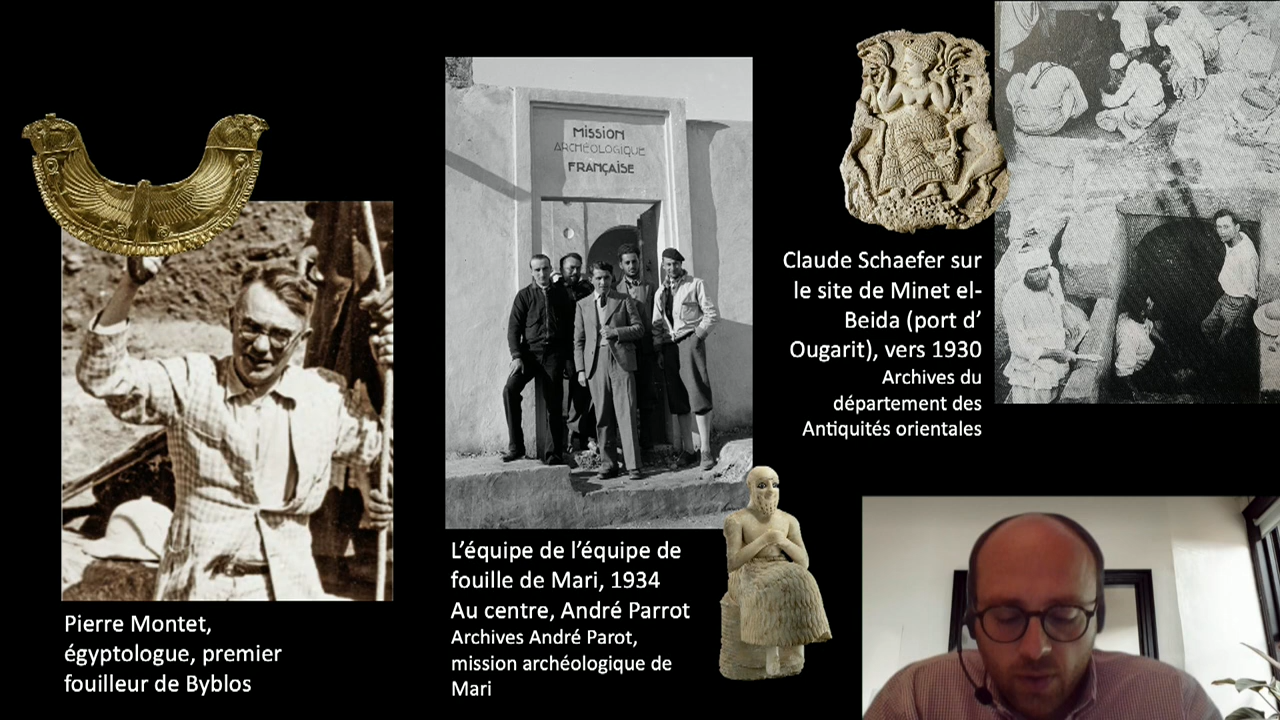 MISSION
ARCHÉOLOGIQUE
FRANÇAISE
Pierre Montet,
égyptologue, premier
fouilleur de Byblos
L’équipe de l’équipe de
fouille de Mari, 1934
Au centre, André Parrot
Archives André Parot,
mission archéologique de
Mari
Claude Schaefer sur
le site de Minet el-
Beida (port d’
Ougarit), vers 1930
Archives du
département des
Antiquités orientales